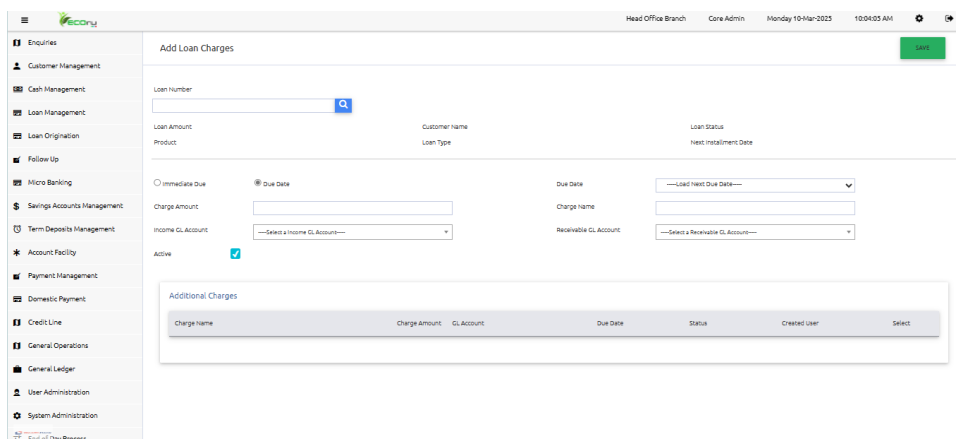 ECOru
Head Office Branch Core Admin Monday 10-Mar-2025 10:04:05 AM
Enquiries
Customer Management
Cash Management
Loan Management
Loan Origination
Follow Up
Micro Banking
Savings Accounts Management
Term Deposits Management
Account Facility
Payment Management
Domestic Payment
Credit Line
General Operations
General Ledger
User Administration
System Administration
End of Day Process
Add Loan Charges
SAVE
Loan Number
Loan Amount Customer Name Loan Status
Product Loan Type Next Installment Date
Immediate Due Due Date Due Date -----Load Next Due Date-----
Charge Amount Charge Name
Income GL Account ----Select a Income GL Account---- Receivable GL Account ----Select a Receivable GL Account----
Active
Additional Charges
Charge Name Charge Amount GL Account Due Date Status Created User Select